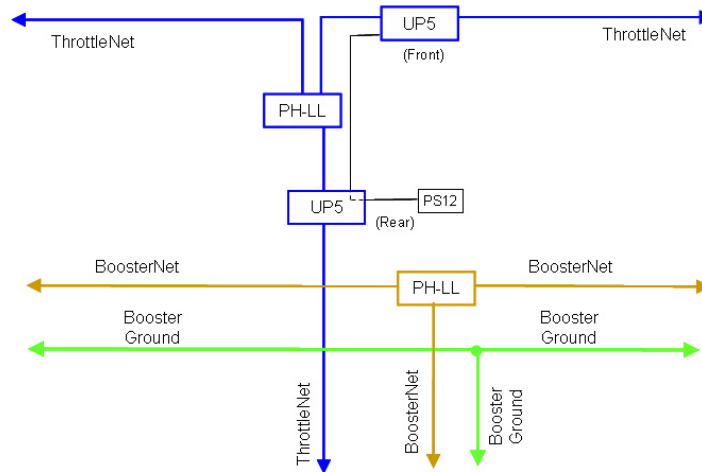 UP5
ThrottleNet
ThrottleNet
(Front)
PH-LL
UP5
PS12
(Rear)
BoosterNet
BoosterNet
PH-LL
Booster
Ground
Booster
Ground
ThrottleNet
BoosterNet
Booster
Ground